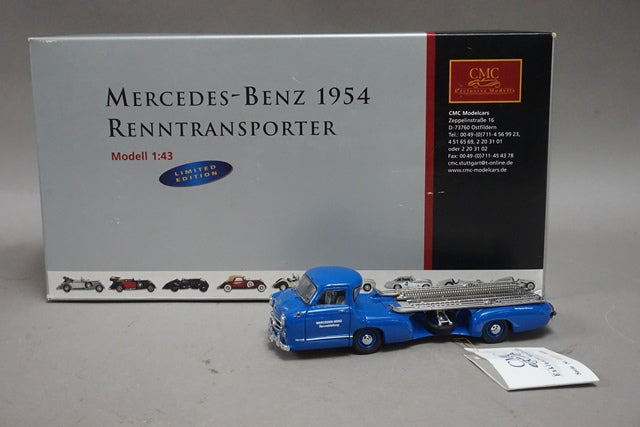 MERCEDES-BENZ 1954
RENNTRANSPORTER
Modell 1:43
LIMITED
EDITION
CMC
Exclusive Modells
CMC Modelcars
Zeppelinstraße 16
D-73760 Ostfildern
Tel.: 00 49-(0)711-4 56 99 23,
4 51 65 69, 2 20 31 01
oder 2 20 31 02
Fax: 00 49-(0)711-45 43 78
cmc.stuttgart@t-online.de
www.cmc-modelcars.de
MERCEDES-BENZ
Rennabteilung